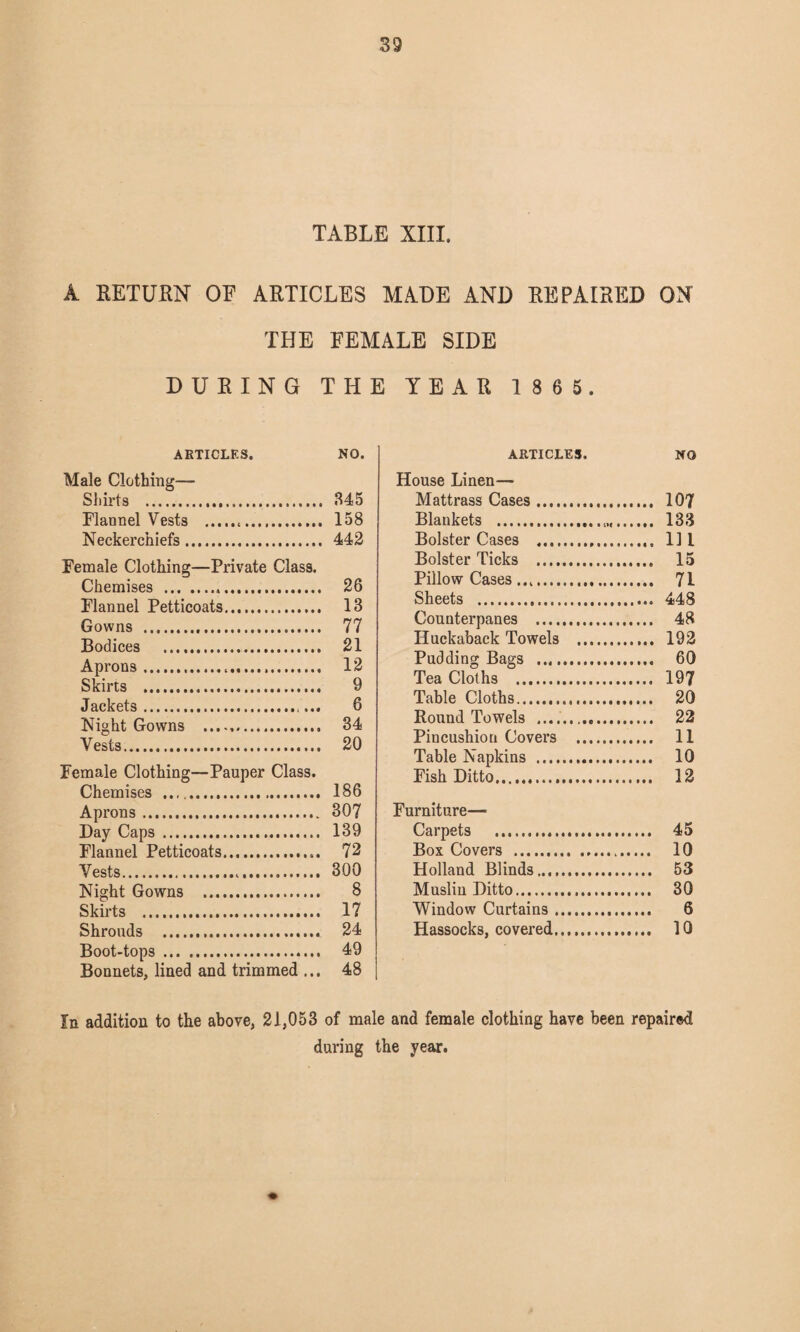 39
TABLE XIII.
A RETURN OF ARTICLES MADE AND REPAIRED ON
THE FEMALE SIDE
DURING THE YEAR 1865.
ARTICLES. NO.
Male Clothing—
Shirts ........ 345
Flannel Vests ........ 158
Neckerchiefs ........ 442
Female Clothing—Private Class.
Chemises ........ 26
Flannel Petticoats ........ 13
Gowns ........ 77
Bodices ........ 21
Aprons ........ 12
Skirts ........ 9
Jackets ........ 6
Night Gowns ........ 34
Vests ........ 20
Female Clothing—Pauper Class.
Chemises ........ 186
Aprons ........ 307
Day Caps ........ 139
Flannel Petticoats ........ 72
Vests ........ 300
Night Gowns ........ 8
Skirts ........ 17
Shrouds ........ 24
Boot-tops ........ 49
Bonnets, lined and trimmed ... 48
ARTICLES. NO
House Linen—
Mattrass Cases ........ 107
Blankets ........ 133
Bolster Cases ........ 111
Bolster Ticks ........ 15
Pillow Cases ........ 71
Sheets ........ 448
Counterpanes ........ 48
Huckaback Towels ........ 192
Pudding Bags ........ 60
Tea Cloths ........ 197
Table Cloths ........ 20
Round Towels ........ 22
Pincushion Covers ........ 11
Table Napkins ........ 10
Fish Ditto ........ 12
Furniture—
Carpets ........ 45
Box Covers ........ 10
Holland Blinds ........ 53
Muslin Ditto ........ 30
Window Curtains ........ 6
Hassocks, covered ........ 10
In addition to the above, 21,053 of male and female clothing have been repaired
during the year.